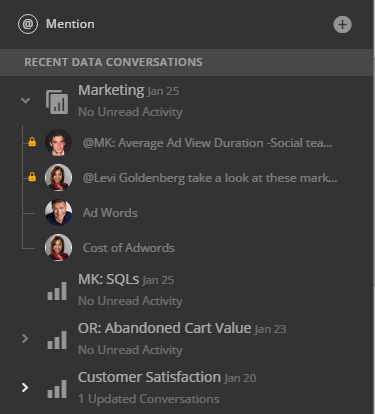 @ Mention
RECENT DATA CONVERSATIONS
Marketing Jan 25
No Unread Activity
@MK: Average Ad View Duration -Social tea...
@Levi Goldenberg take a look at these mark...
Ad Words
Cost of Adwords
MK: SQLs Jan 25
No Unread Activity
OR: Abandoned Cart Value Jan 23
No Unread Activity
Customer Satisfaction Jan 20
1 Updated Conversations